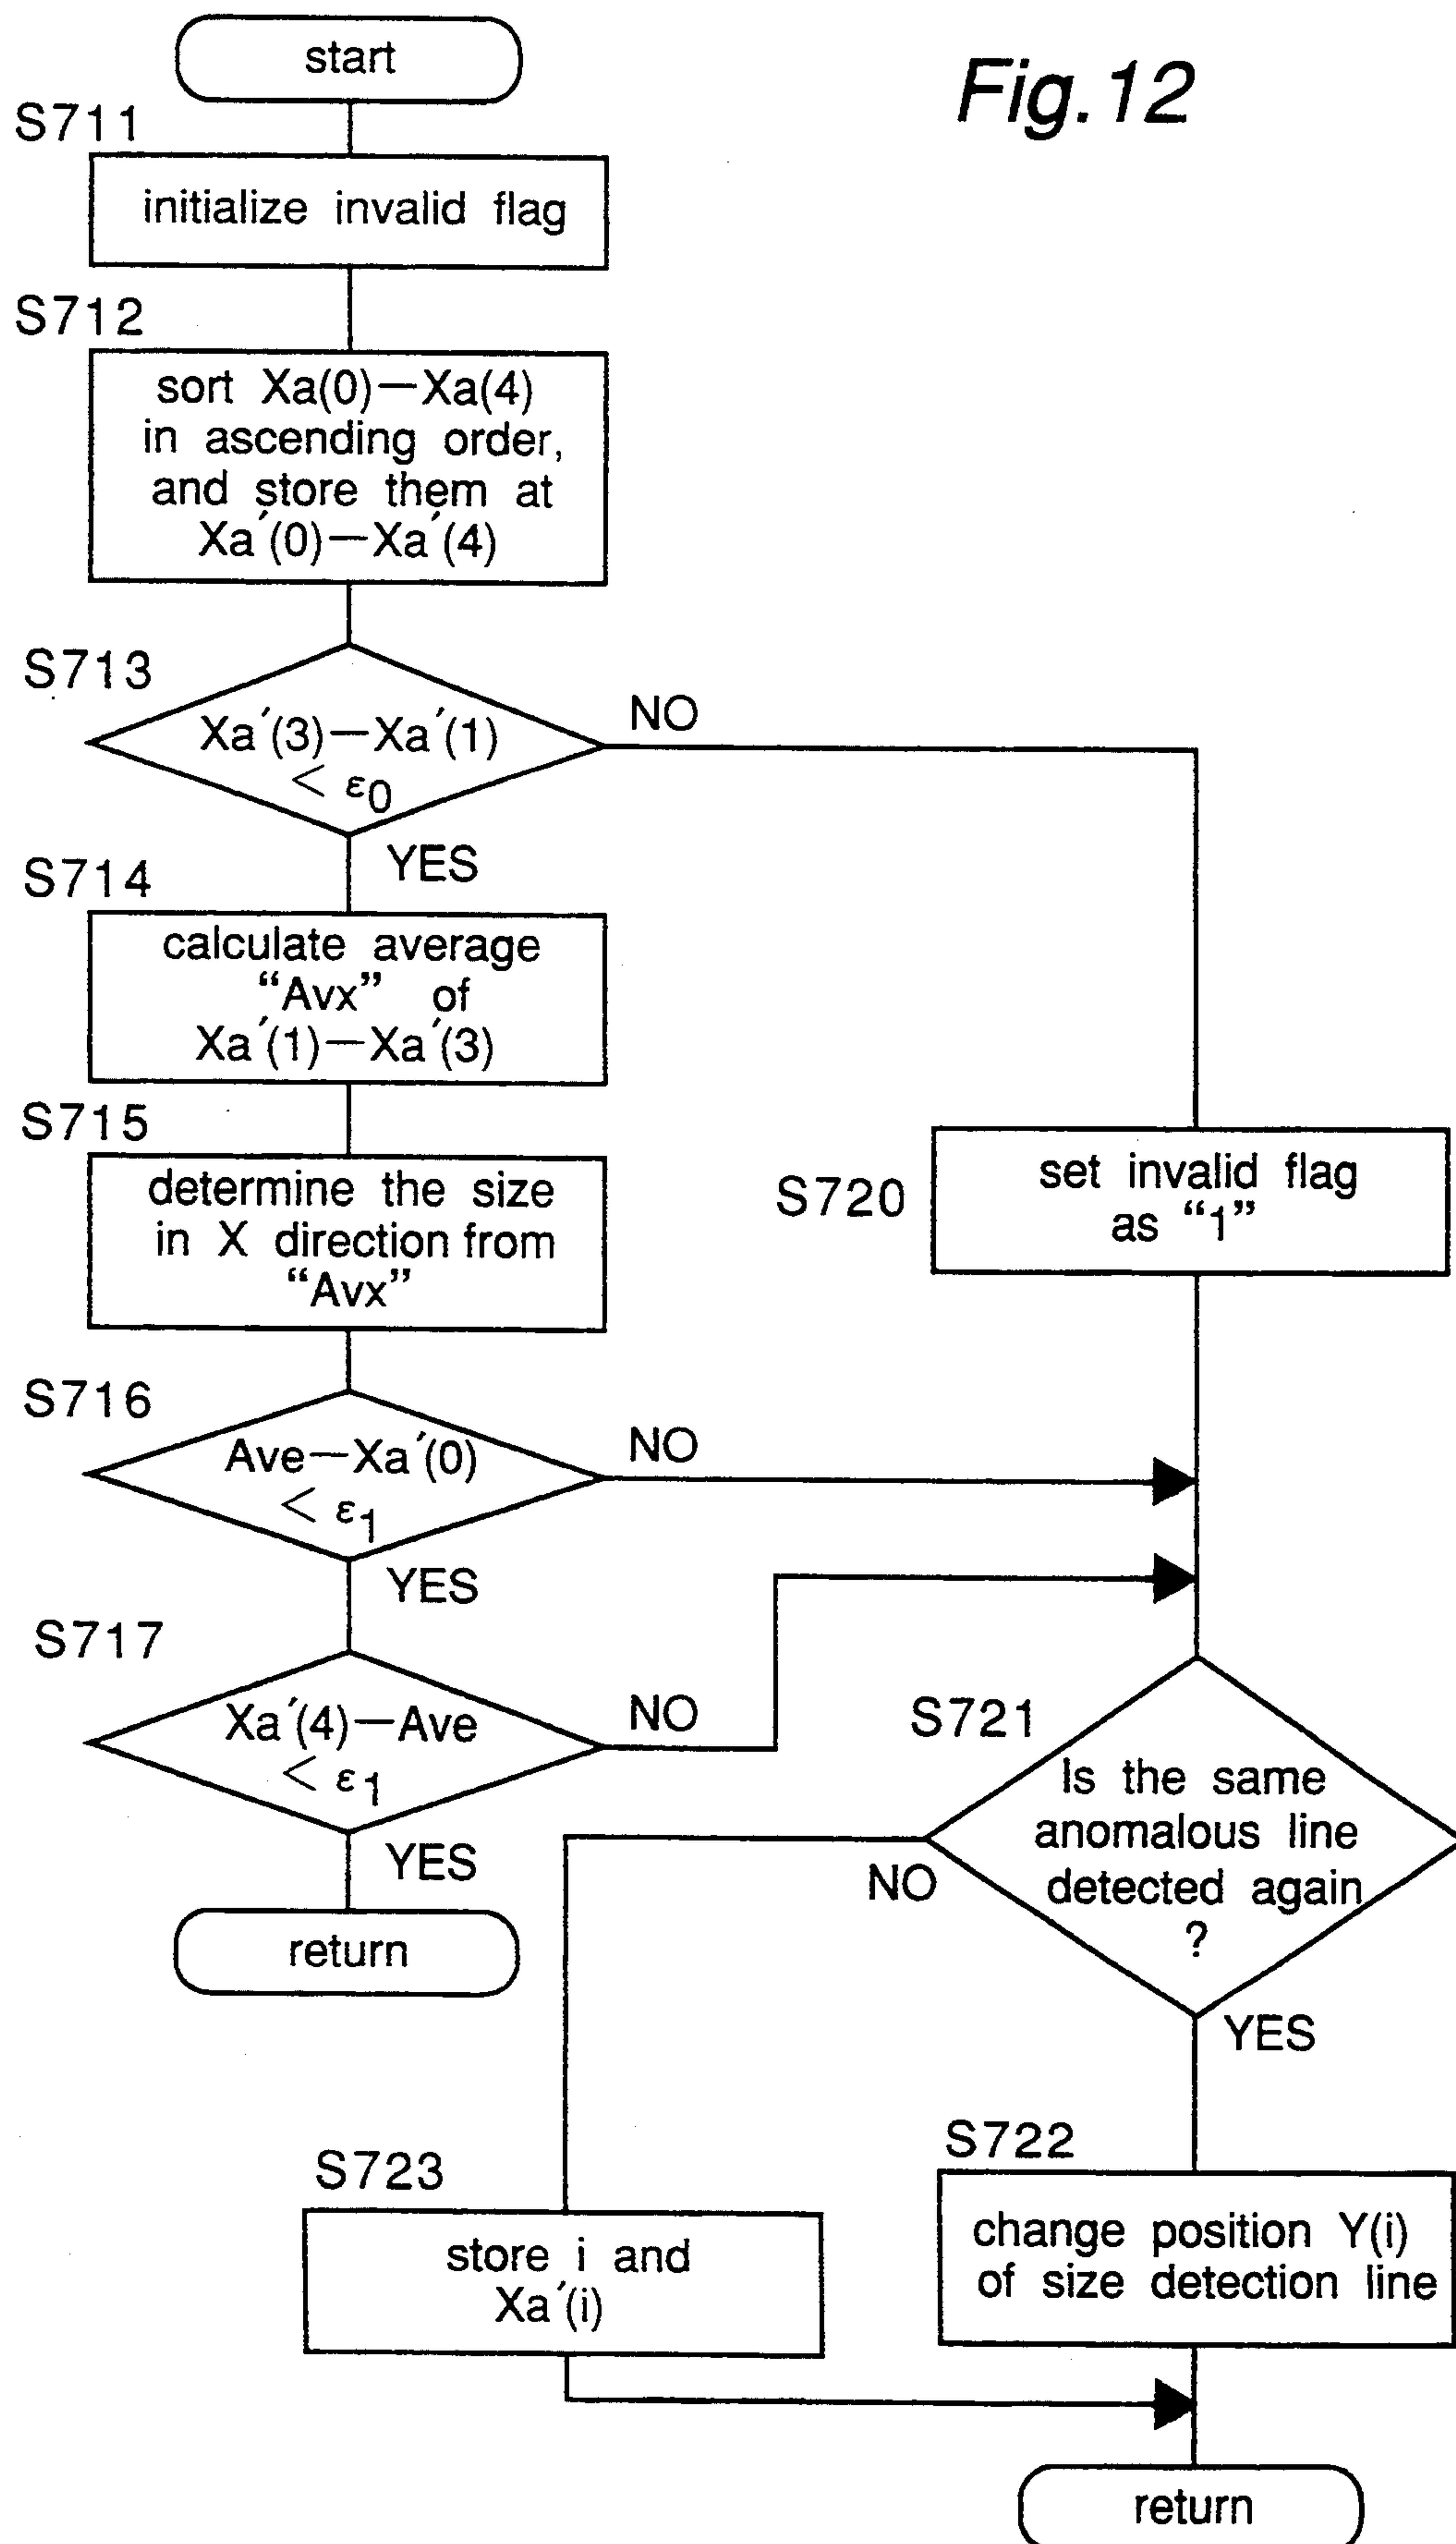 Fig.12
start
S711
initialize invalid flag
S712
sort Xa(0)—Xa(4)
in ascending order,
and store them at
Xa′(0)—Xa′(4)
S713
Xa′(3)—Xa′(1)
< ε0
NO
YES
S714
calculate average
“Avx” of
Xa′(1)—Xa′(3)
S715
determine the size
in X direction from
“Avx”
S720
set invalid flag
as “1”
S716
Ave—Xa′(0)
< ε1
NO
YES
S717
Xa′(4)—Ave
< ε1
NO
YES
return
S721
Is the same
anomalous line
detected again
?
NO
YES
S722
change position Y(i)
of size detection line
S723
store i and
Xa′(i)
return